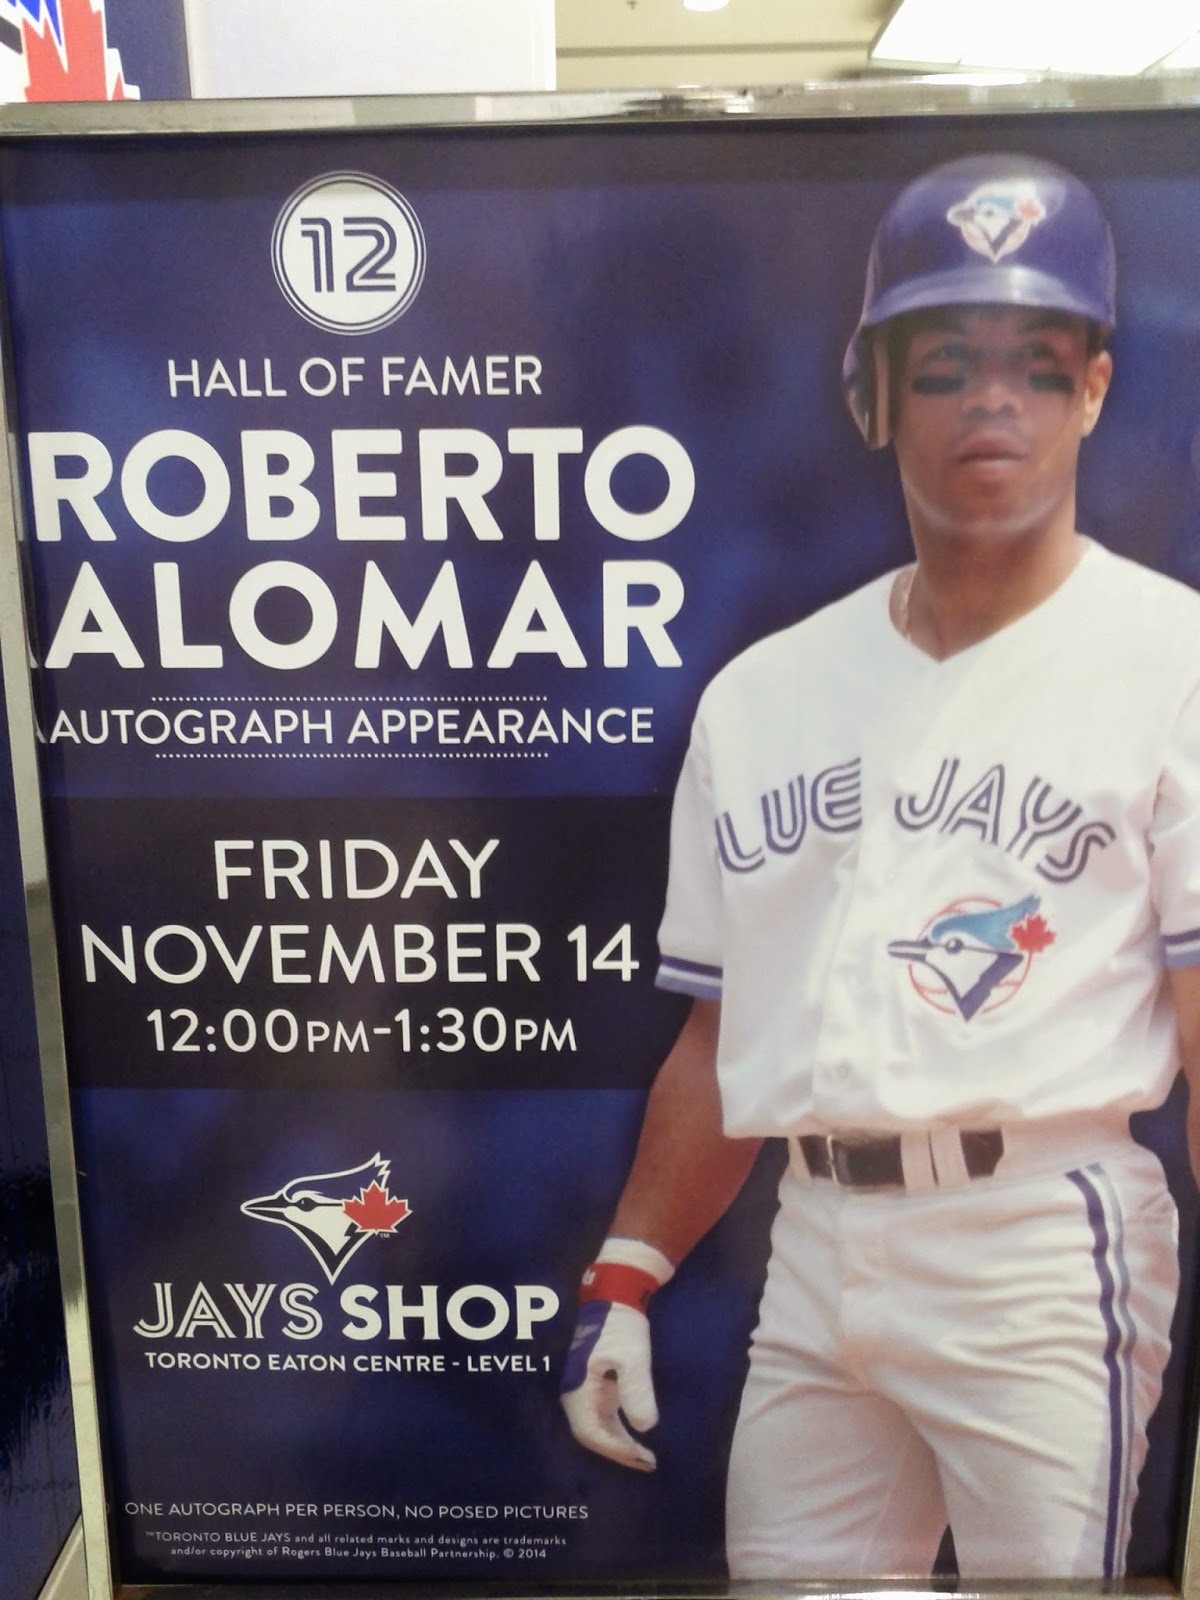 12
HALL OF FAMER
ROBERTO
ALOMAR
AUTOGRAPH APPEARANCE
FRIDAY
NOVEMBER 14
12:00PM-1:30PM
LUE JAYS
JAYS SHOP
TORONTO EATON CENTRE - LEVEL 1
ONE AUTOGRAPH PER PERSON, NO POSED PICTURES
™TORONTO BLUE JAYS and all related marks and designs are trademarks
and/or copyright of Rogers Blue Jays Baseball Partnership. © 2014